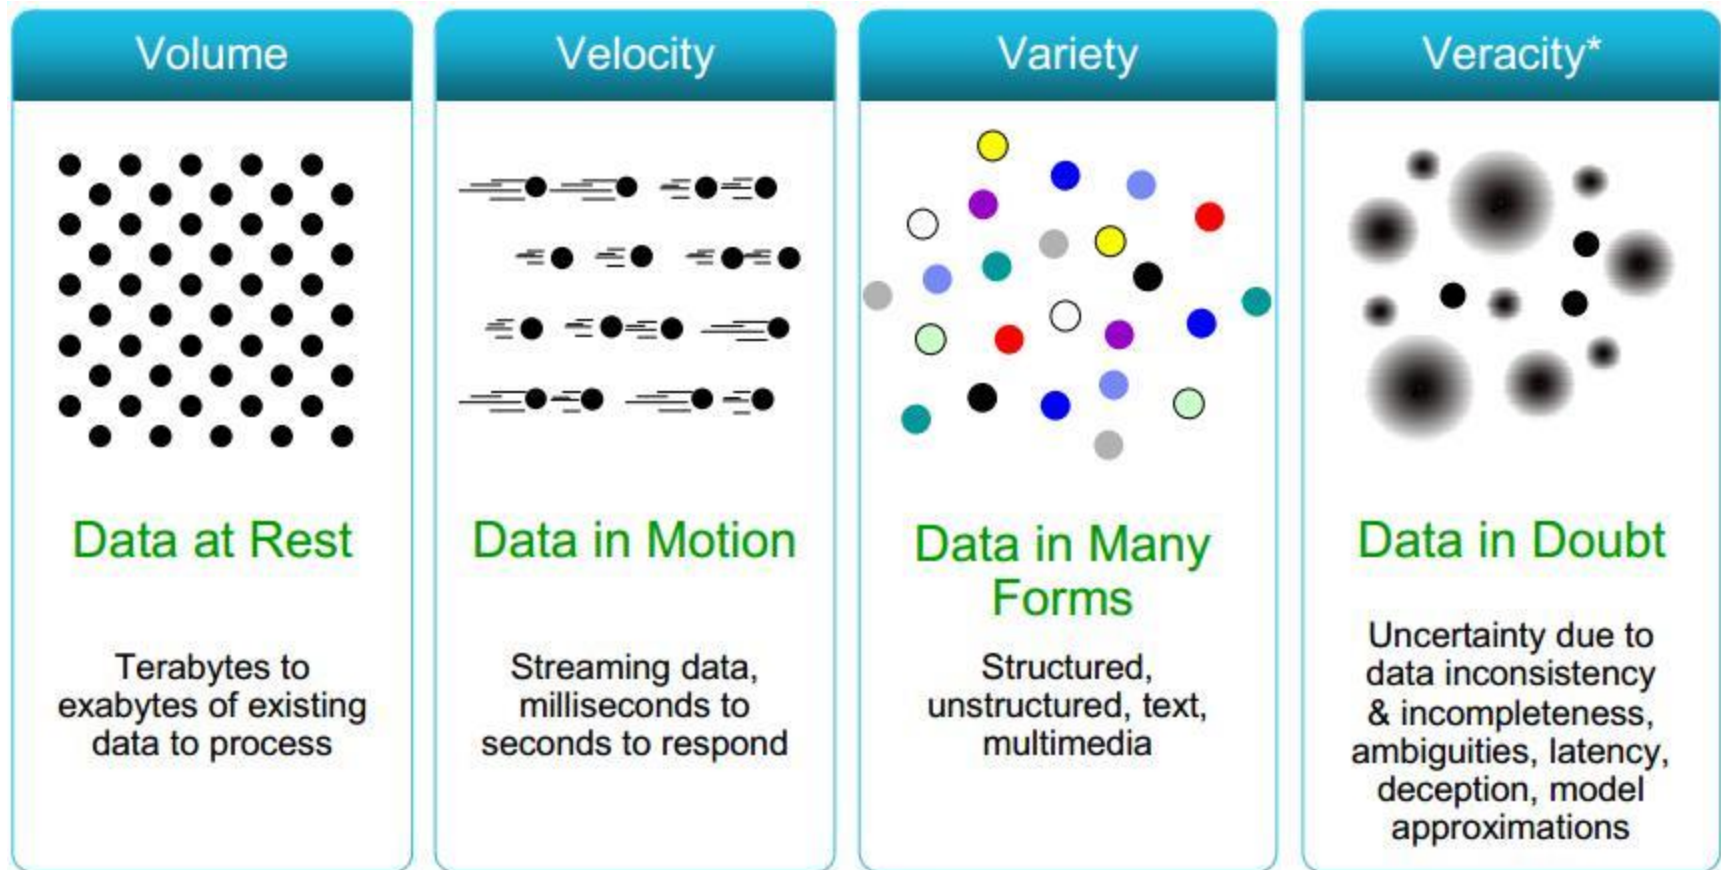 Volume
Data at Rest
Terabytes to
exabytes of existing
data to process
Velocity
Data in Motion
Streaming data,
milliseconds to
seconds to respond
Variety
Data in Many
Forms
Structured,
unstructured, text,
multimedia
Veracity*
Data in Doubt
Uncertainty due to
data inconsistency
& incompleteness,
ambiguities, latency,
deception, model
approximations